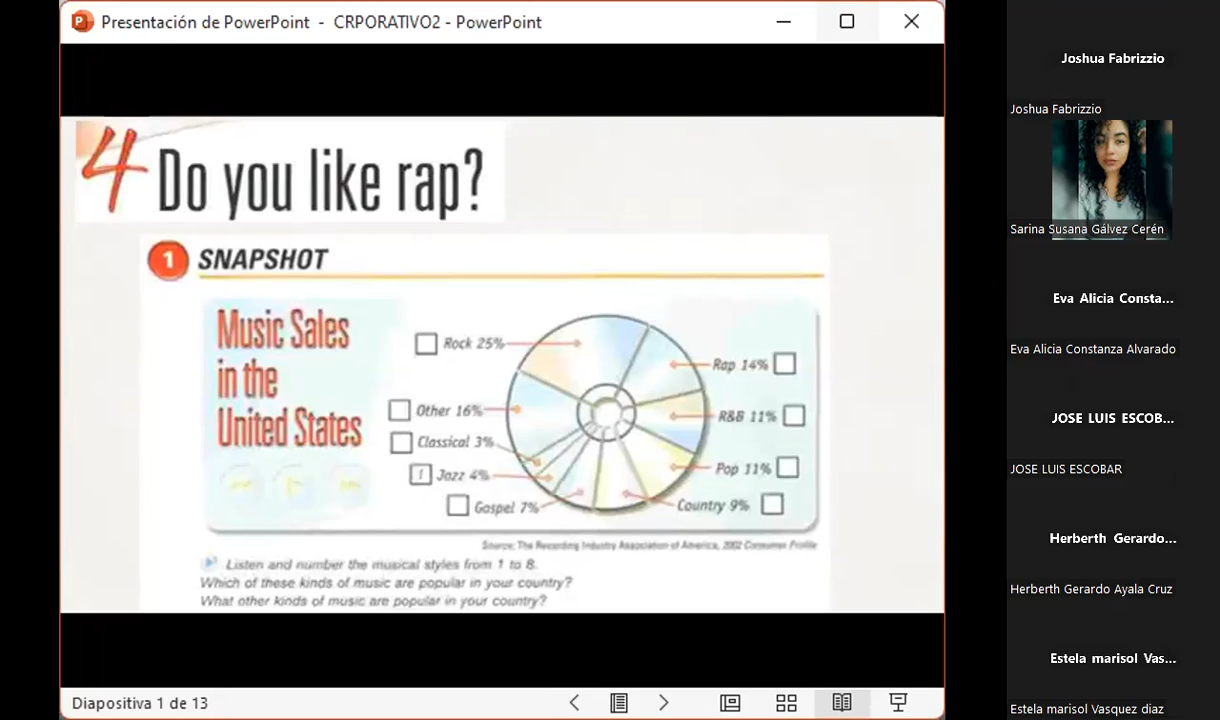 Presentación de PowerPoint - CRPORATIVO2 - PowerPoint
4 Do you like rap?
1 SNAPSHOT
Music Sales
in the
United States
Rock 25%
Other 16%
Classical 3%
1 Jazz 4%
Gospel 7%
Rap 14%
R&B 11%
Pop 11%
Country 9%
Source: The Recording Industry Association of America, 2002 Consumer Profile
Listen and number the musical styles from 1 to 8.
Which of these kinds of music are popular in your country?
What other kinds of music are popular in your country?
Diapositiva 1 de 13
Joshua Fabrizzio
Joshua Fabrizzio
Sarina Susana Gálvez Cerén
Eva Alicia Consta...
Eva Alicia Constanza Alvarado
JOSE LUIS ESCOB...
JOSE LUIS ESCOBAR
Herberth Gerardo...
Herberth Gerardo Ayala Cruz
Estela marisol Vas...
Estela marisol Vasquez diaz